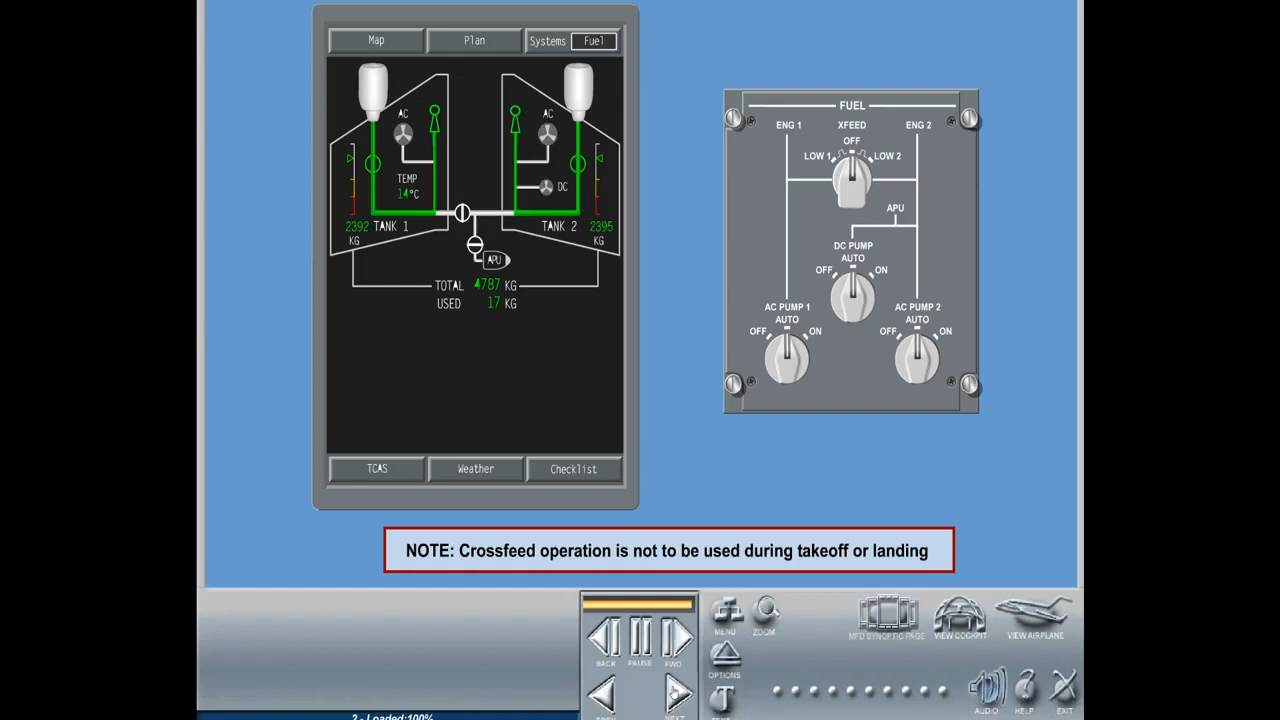 Map
Plan
Systems
Fuel
AC
AC
TEMP
14°C
DC
2392
KG
TANK 1
TANK 2
2395
KG
APU
TOTAL 4787 KG
USED 17 KG
TCAS
Weather
Checklist
FUEL
ENG 1
XFEED
ENG 2
OFF
LOW 1
LOW 2
APU
DC PUMP
AUTO
OFF
ON
AC PUMP 1
AUTO
OFF
ON
AC PUMP 2
AUTO
OFF
ON
NOTE: Crossfeed operation is not to be used during takeoff or landing
BACK
PAUSE
FWD
MENU
ZOOM
MFD SYNOPTIC PAGE
VIEW COCKPIT
VIEW AIRPLANE
OPTIONS
NEXT
AUDIO
HELP
EXIT
2 - Loaded:100%